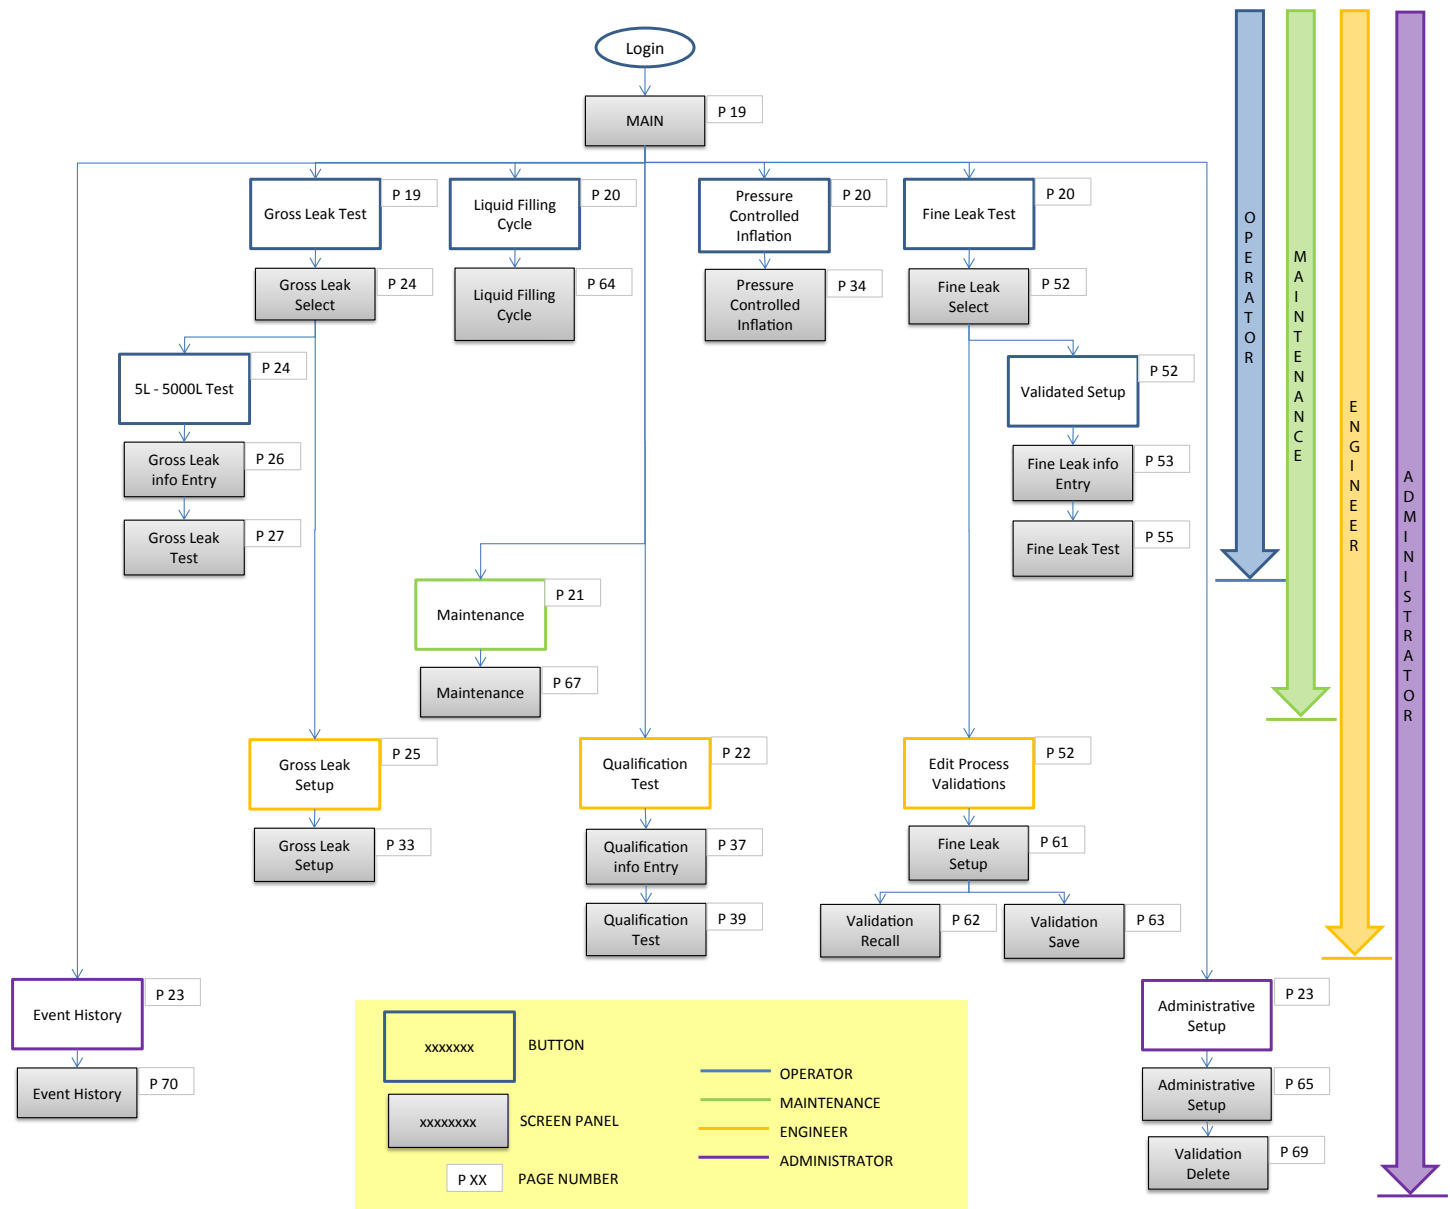 Login
MAIN
P 19
Gross Leak Test
P 19
Liquid Filling
Cycle
P 20
Pressure
Controlled
Inflation
P 20
Fine Leak Test
P 20
Gross Leak
Select
P 24
Liquid Filling
Cycle
P 64
Pressure
Controlled
Inflation
P 34
Fine Leak
Select
P 52
5L - 5000L Test
P 24
Validated Setup
P 52
Gross Leak
info Entry
P 26
Fine Leak info
Entry
P 53
Gross Leak
Test
P 27
Fine Leak Test
P 55
Maintenance
P 21
Maintenance
P 67
Gross Leak
Setup
P 25
Qualification
Test
P 22
Edit Process
Validations
P 52
Gross Leak
Setup
P 33
Qualification
info Entry
P 37
Fine Leak
Setup
P 61
Qualification
Test
P 39
Validation
Recall
P 62
Validation
Save
P 63
Event History
P 23
Administrative
Setup
P 23
Event History
P 70
Administrative
Setup
P 65
Validation
Delete
P 69
OPERATOR
MAINTENANCE
ENGINEER
ADMINISTRATOR
xxxxxxx
BUTTON
xxxxxxxx
SCREEN PANEL
P XX
PAGE NUMBER
OPERATOR
MAINTENANCE
ENGINEER
ADMINISTRATOR